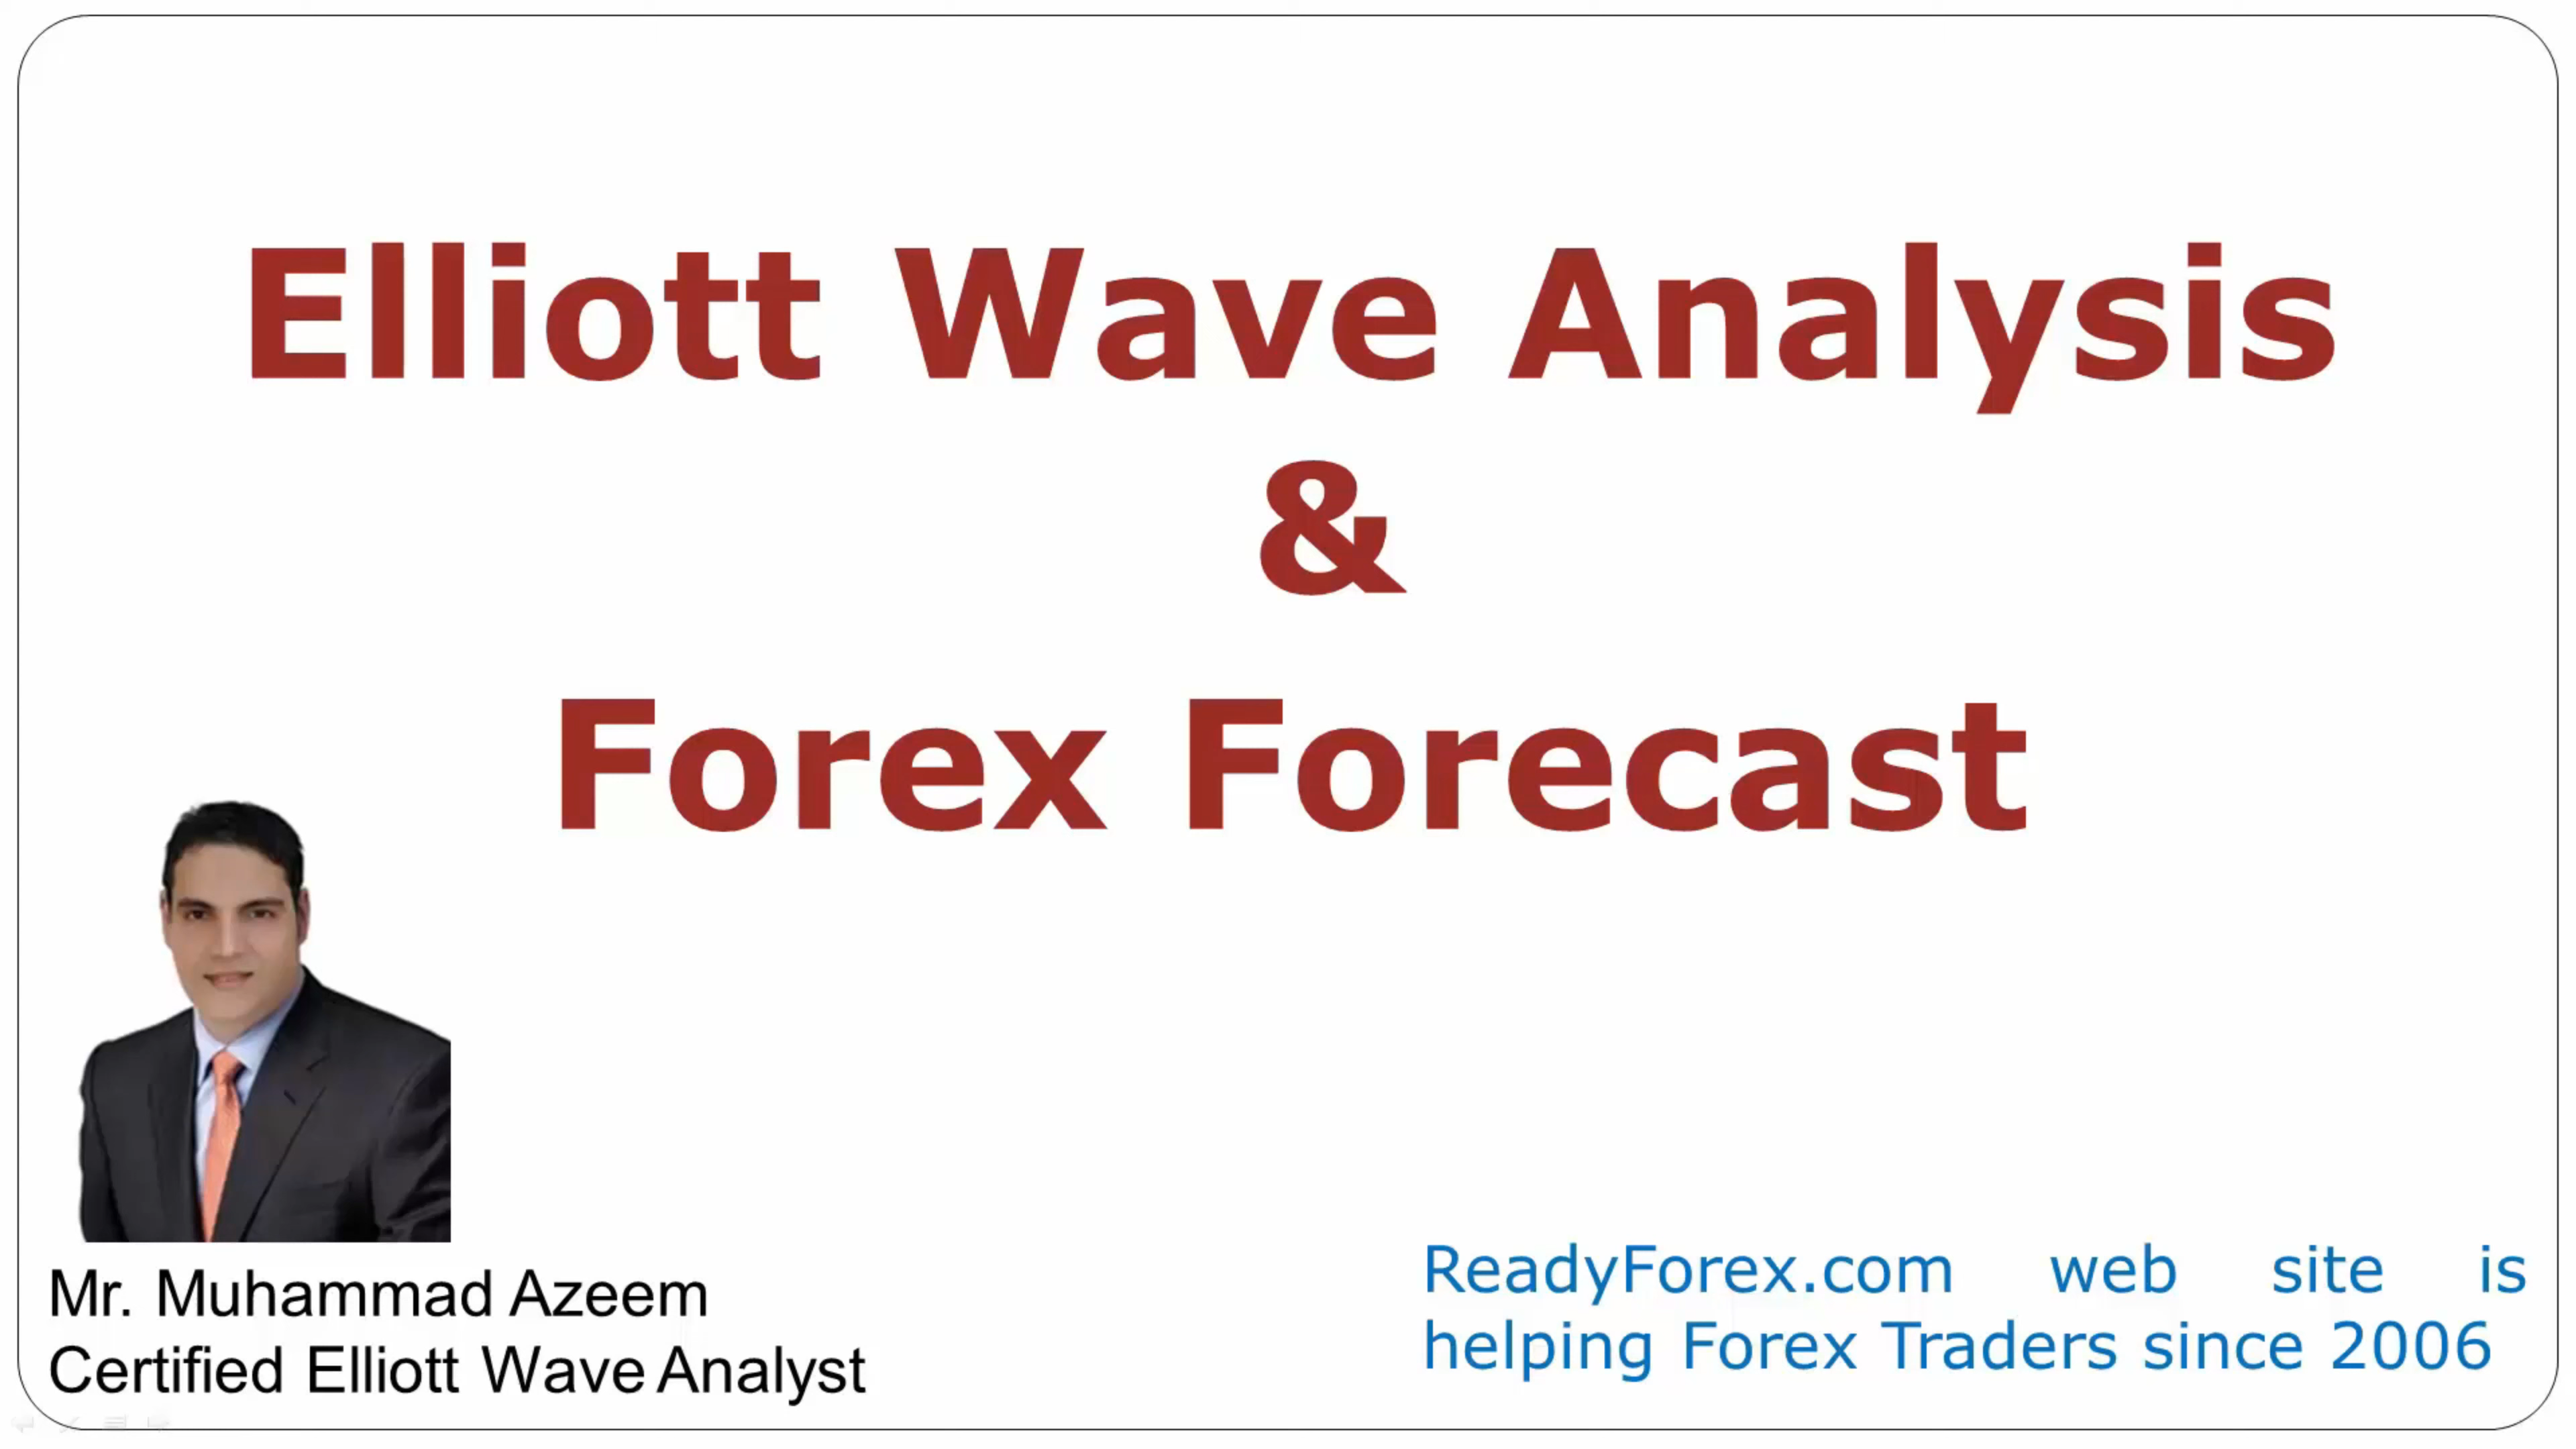 Elliott Wave Analysis
&
Forex Forecast
Mr. Muhammad Azeem
Certified Elliott Wave Analyst
ReadyForex.com web site is
helping Forex Traders since 2006